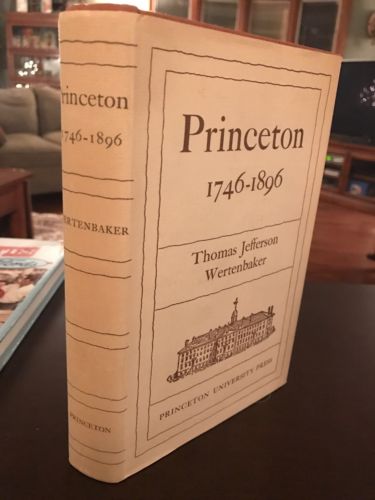 Princeton
1746-1896
Thomas Jefferson
Wertenbaker
PRINCETON UNIVERSITY PRESS
Princeton
1746-1896
WERTENBAKER
PRINCETON